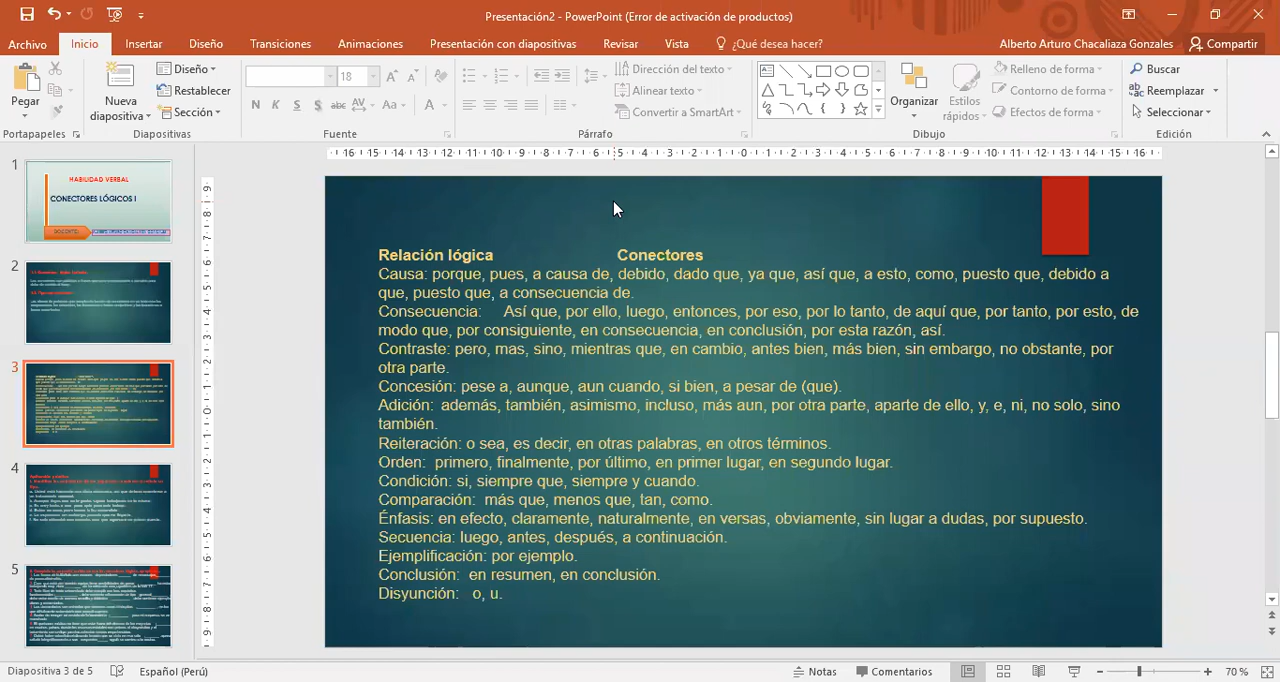 Presentación2 - PowerPoint (Error de activación de productos)
Archivo Inicio Insertar Diseño Transiciones Animaciones Presentación con diapositivas Revisar Vista ¿Qué desea hacer? Alberto Arturo Chacaliaza Gonzales Compartir
Pegar
Portapapeles
Nueva diapositiva
Diseño
Restablecer
Sección
Diapositivas
18
N K S S abc AV Aa A
Fuente
Dirección del texto
Alinear texto
Convertir a SmartArt
Párrafo
Organizar
Estilos rápidos
Relleno de forma
Contorno de forma
Efectos de forma
Dibujo
Buscar
Reemplazar
Seleccionar
Edición
1
HABILIDAD VERBAL
CONECTORES LÓGICOS I
DOCENTE:
2
3
4
5
Relación lógica Conectores
Causa: porque, pues, a causa de, debido, dado que, ya que, así que, a esto, como, puesto que, debido a
que, puesto que, a consecuencia de.
Consecuencia: Así que, por ello, luego, entonces, por eso, por lo tanto, de aquí que, por tanto, por esto, de
modo que, por consiguiente, en consecuencia, en conclusión, por esta razón, así.
Contraste: pero, mas, sino, mientras que, en cambio, antes bien, más bien, sin embargo, no obstante, por
otra parte.
Concesión: pese a, aunque, aun cuando, si bien, a pesar de (que).
Adición: además, también, asimismo, incluso, más aun, por otra parte, aparte de ello, y, e, ni, no solo, sino
también.
Reiteración: o sea, es decir, en otras palabras, en otros términos.
Orden: primero, finalmente, por último, en primer lugar, en segundo lugar.
Condición: si, siempre que, siempre y cuando.
Comparación: más que, menos que, tan, como.
Énfasis: en efecto, claramente, naturalmente, en versas, obviamente, sin lugar a dudas, por supuesto.
Secuencia: luego, antes, después, a continuación.
Ejemplificación: por ejemplo.
Conclusión: en resumen, en conclusión.
Disyunción: o, u.
Diapositiva 3 de 5 Español (Perú) Notas Comentarios 70 %